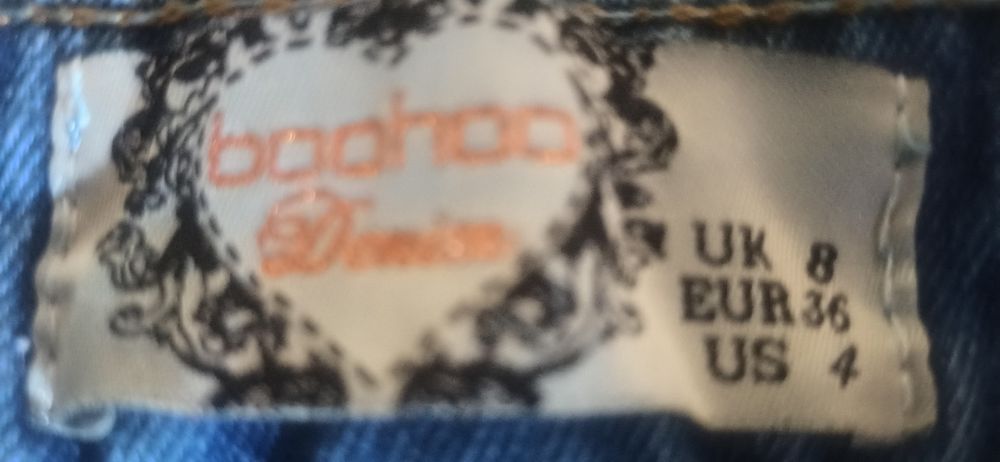 boohoo
Denim
UK 8
EUR 36
US 4